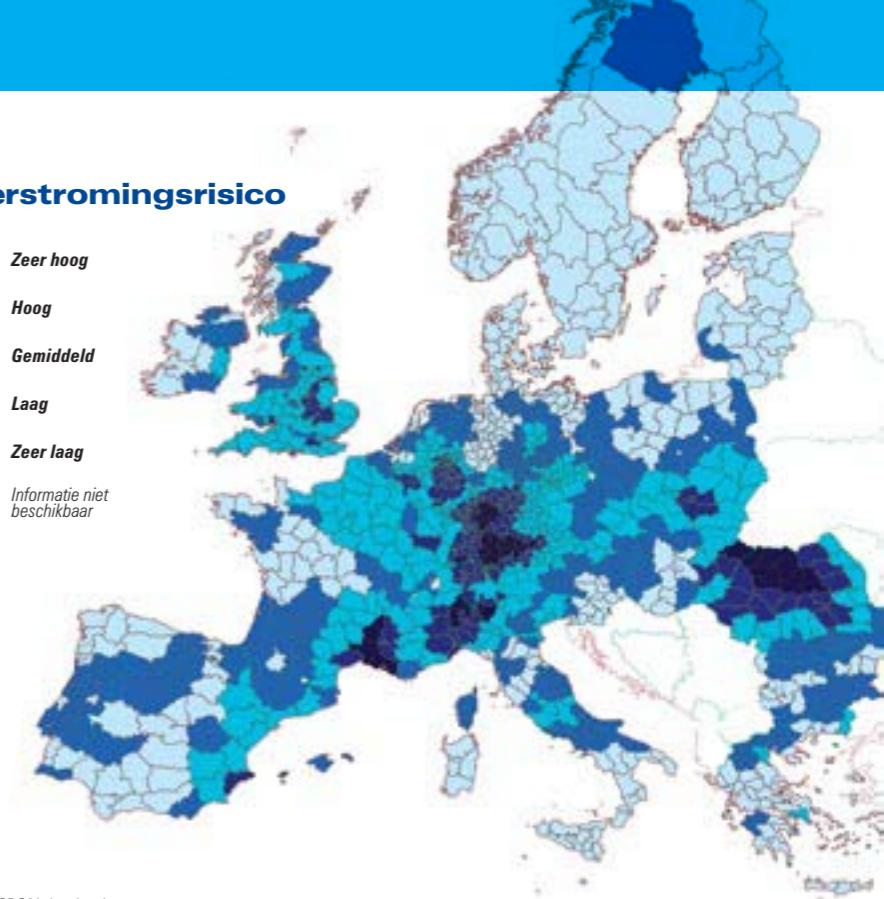 erstromingsrisico
Zeer hoog
Hoog
Gemiddeld
Laag
Zeer laag
Informatie niet
beschikbaar